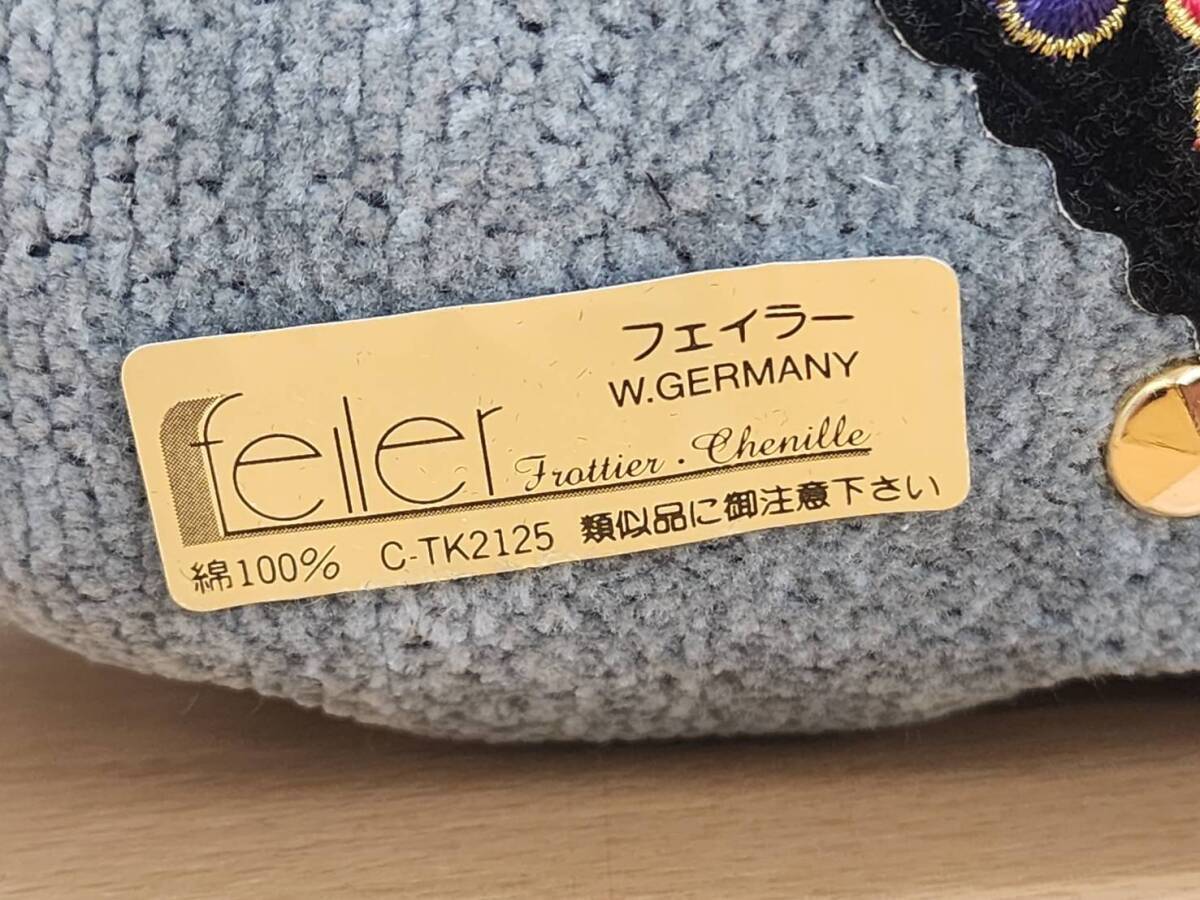 フェイラー
W.GERMANY
feiler
Frottier・Chenille
綿100% C-TK2125 類似品に御注意下さい